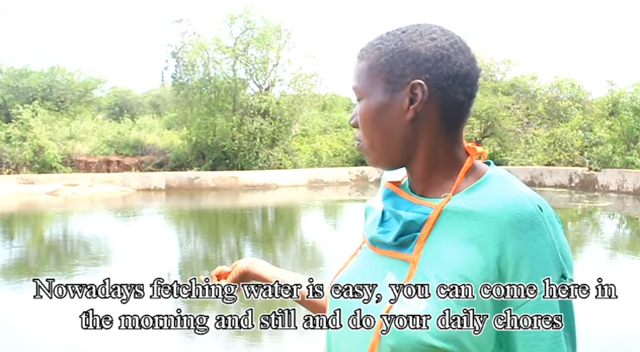 Nowadays fetching water is easy, you can come here in
the morning and still and do your daily chores